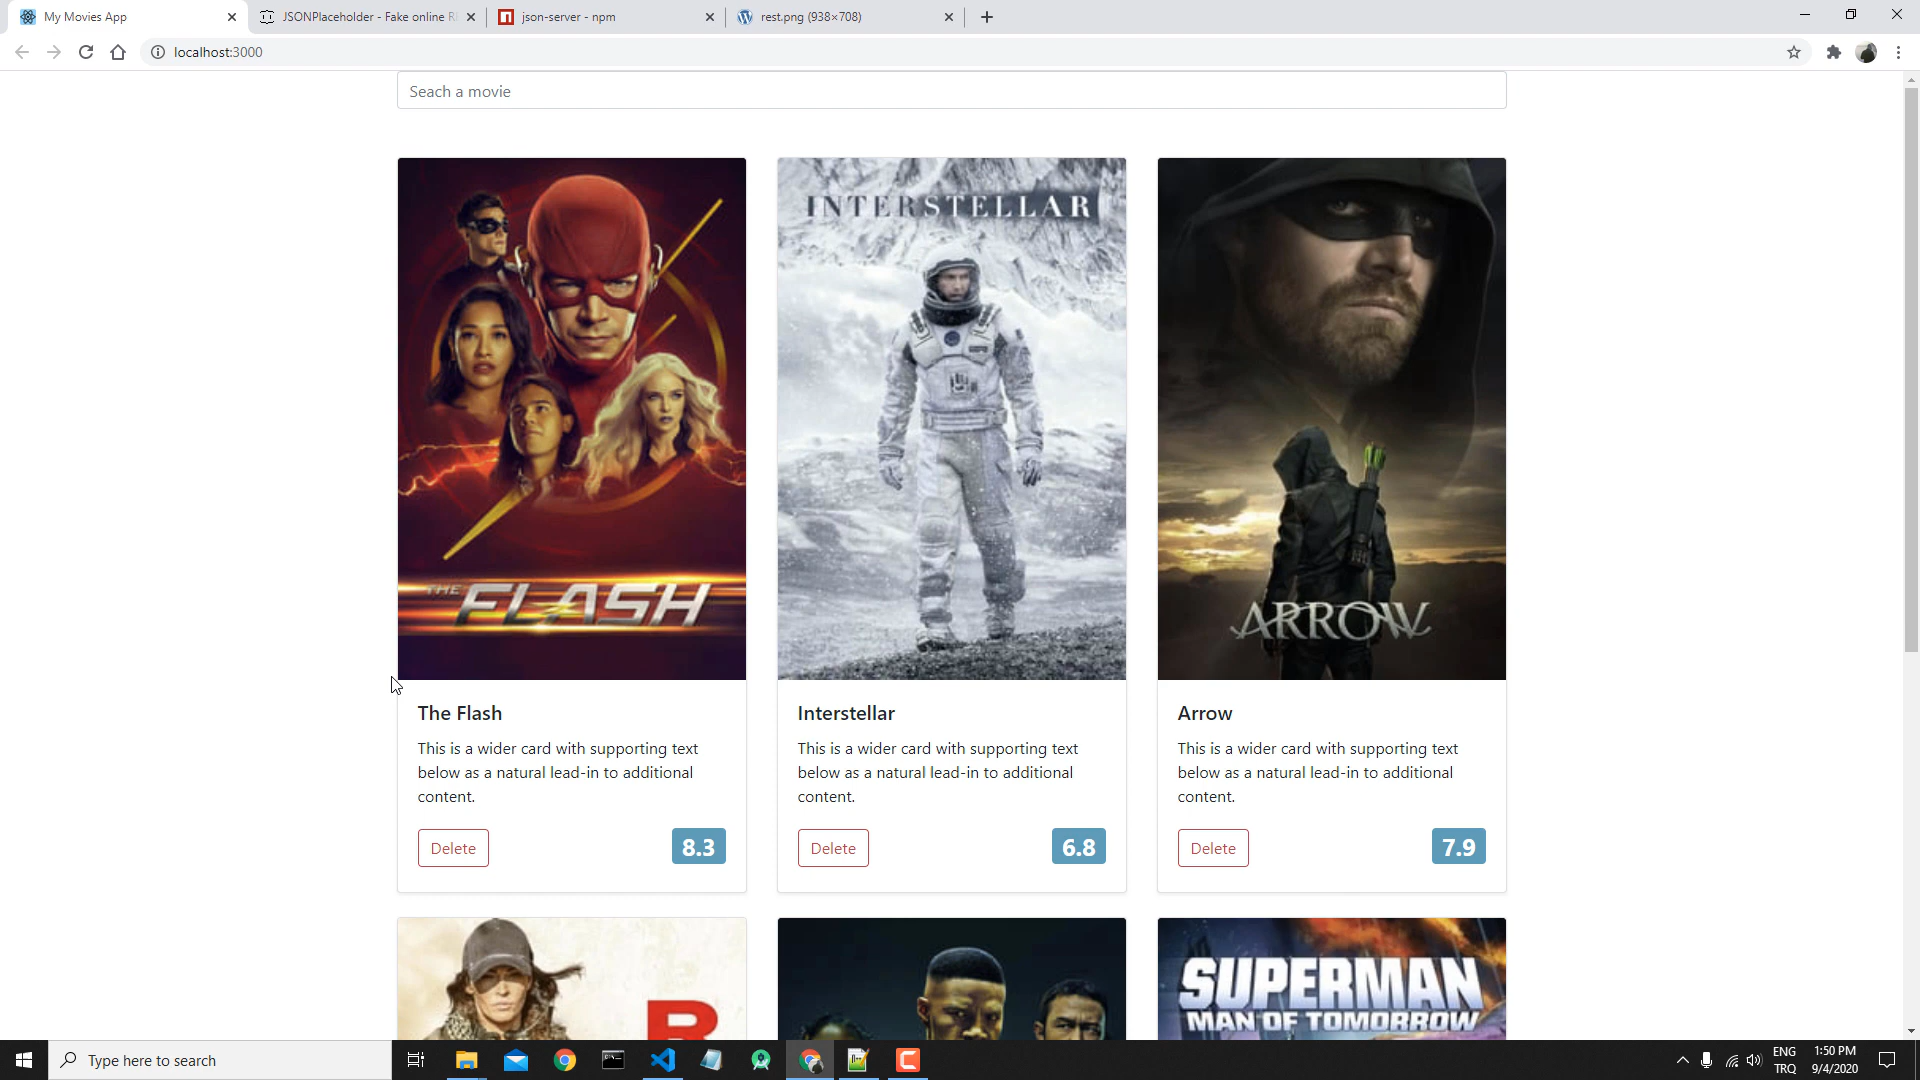 My Movies App
JSONPlaceholder - Fake online R
json-server - npm
rest.png (938×708)
localhost:3000
Seach a movie
INTERSTELLAR
THE FLASH
ARROW
The Flash
This is a wider card with supporting text
below as a natural lead-in to additional
content.
Delete
8.3
Interstellar
This is a wider card with supporting text
below as a natural lead-in to additional
content.
Delete
6.8
Arrow
This is a wider card with supporting text
below as a natural lead-in to additional
content.
Delete
7.9
SUPERMAN
MAN OF TOMORROW
Type here to search
ENG
TRQ
1:50 PM
9/4/2020